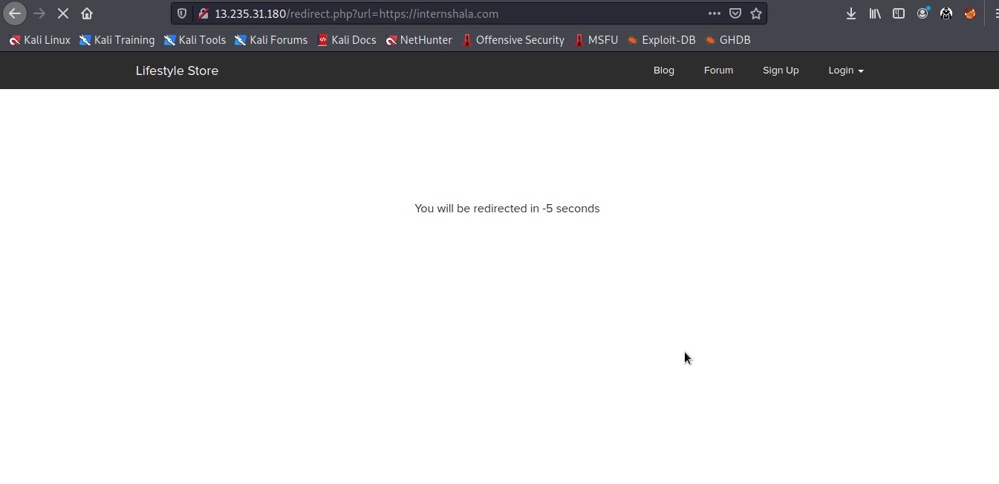 13.235.31.180/redirect.php?url=https://internshala.com
Kali Linux Kali Training Kali Tools Kali Forums Kali Docs NetHunter Offensive Security MSFU Exploit-DB GHDB
Lifestyle Store Blog Forum Sign Up Login
You will be redirected in -5 seconds